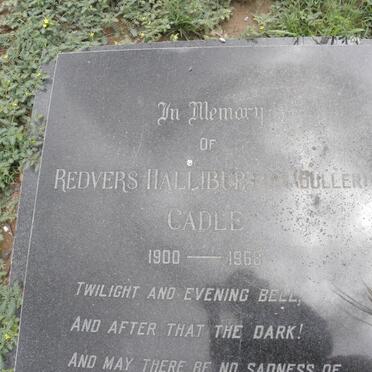 In Memory
OF
REDVERS HALLIBURTON (BULLER)
CADLE
1900 — 1968
TWILIGHT AND EVENING BELL,
AND AFTER THAT THE DARK!
AND MAY THERE BE NO SADNESS OF